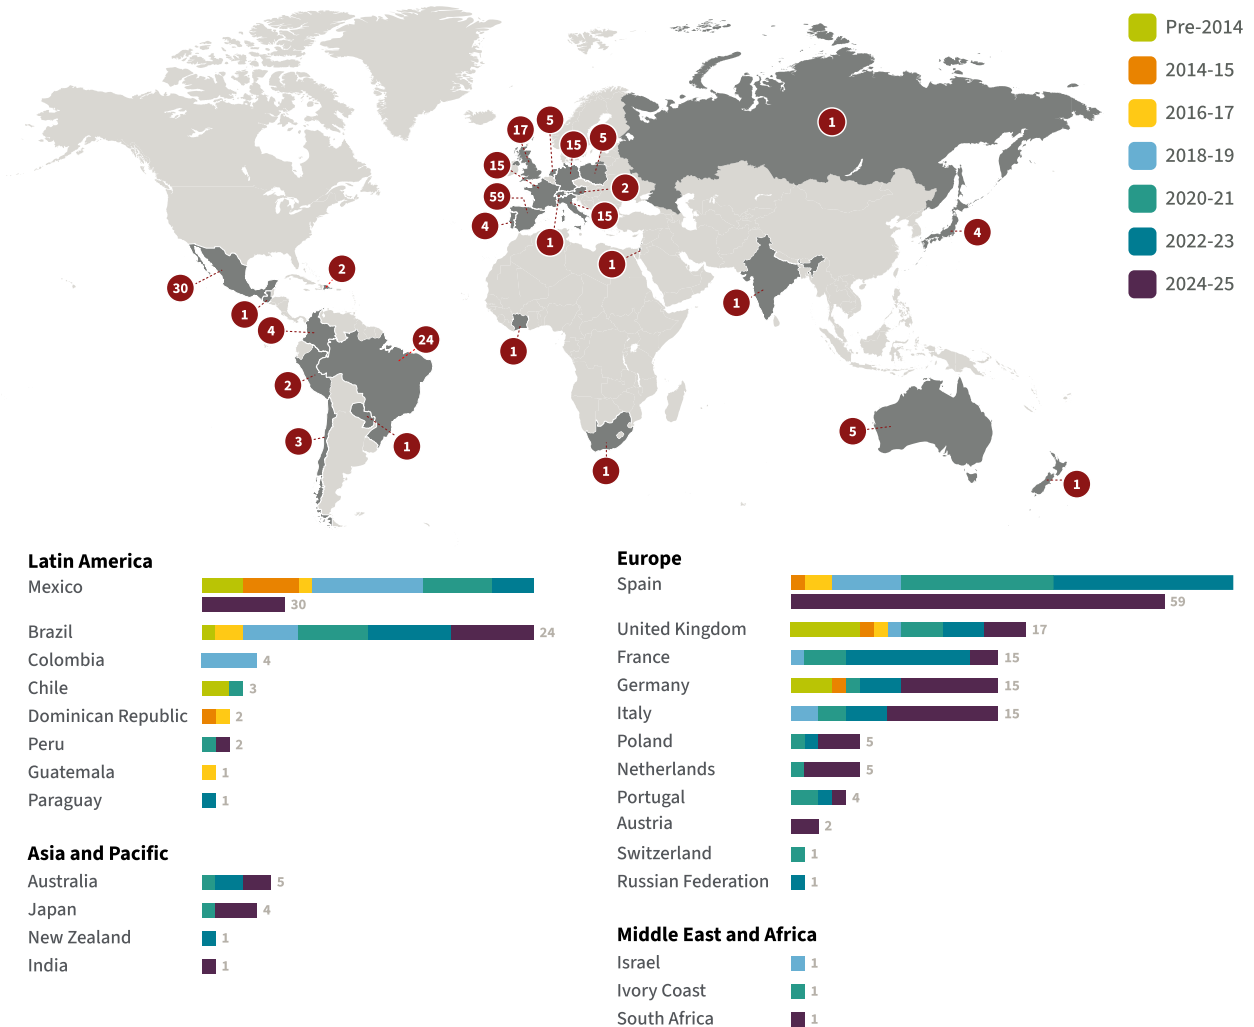 Pre-2014
2014-15
2016-17
2018-19
2020-21
2022-23
2024-25
17
5
15
5
1
15
59
2
15
4
1
1
4
30
2
1
4
24
2
3
1
1
1
1
5
1
Latin America
Mexico
30
Brazil 24
Colombia 4
Chile 3
Dominican Republic 2
Peru 2
Guatemala 1
Paraguay 1
Asia and Pacific
Australia 5
Japan 4
New Zealand 1
India 1
Europe
Spain
59
United Kingdom 17
France 15
Germany 15
Italy 15
Poland 5
Netherlands 5
Portugal 4
Austria 2
Switzerland 1
Russian Federation 1
Middle East and Africa
Israel 1
Ivory Coast 1
South Africa 1